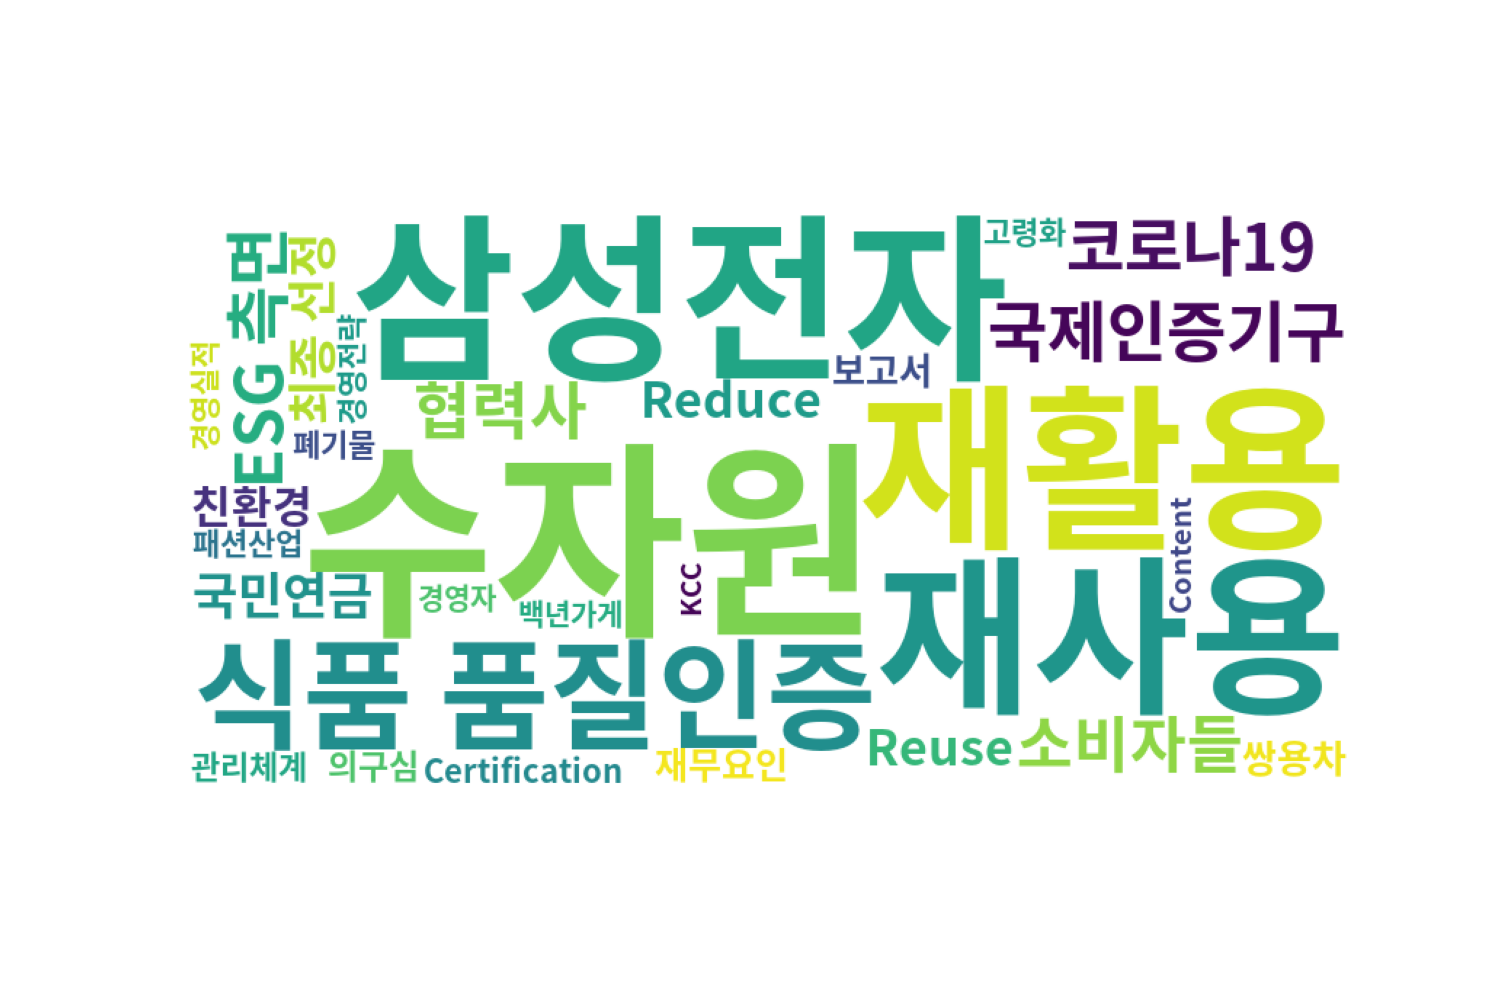 삼성전자
고령화
코로나19
국제인증기구
ESG 측면
최종 선정
경영전략
경영실적
보고서
협력사
Reduce
재활용
폐기물
수자원
친환경
패션산업
국민연금
경영자
백년가게
KCC
Content
재사용
식품 품질인증
Reuse
소비자들
쌍용차
관리체계
의구심
Certification
재무요인